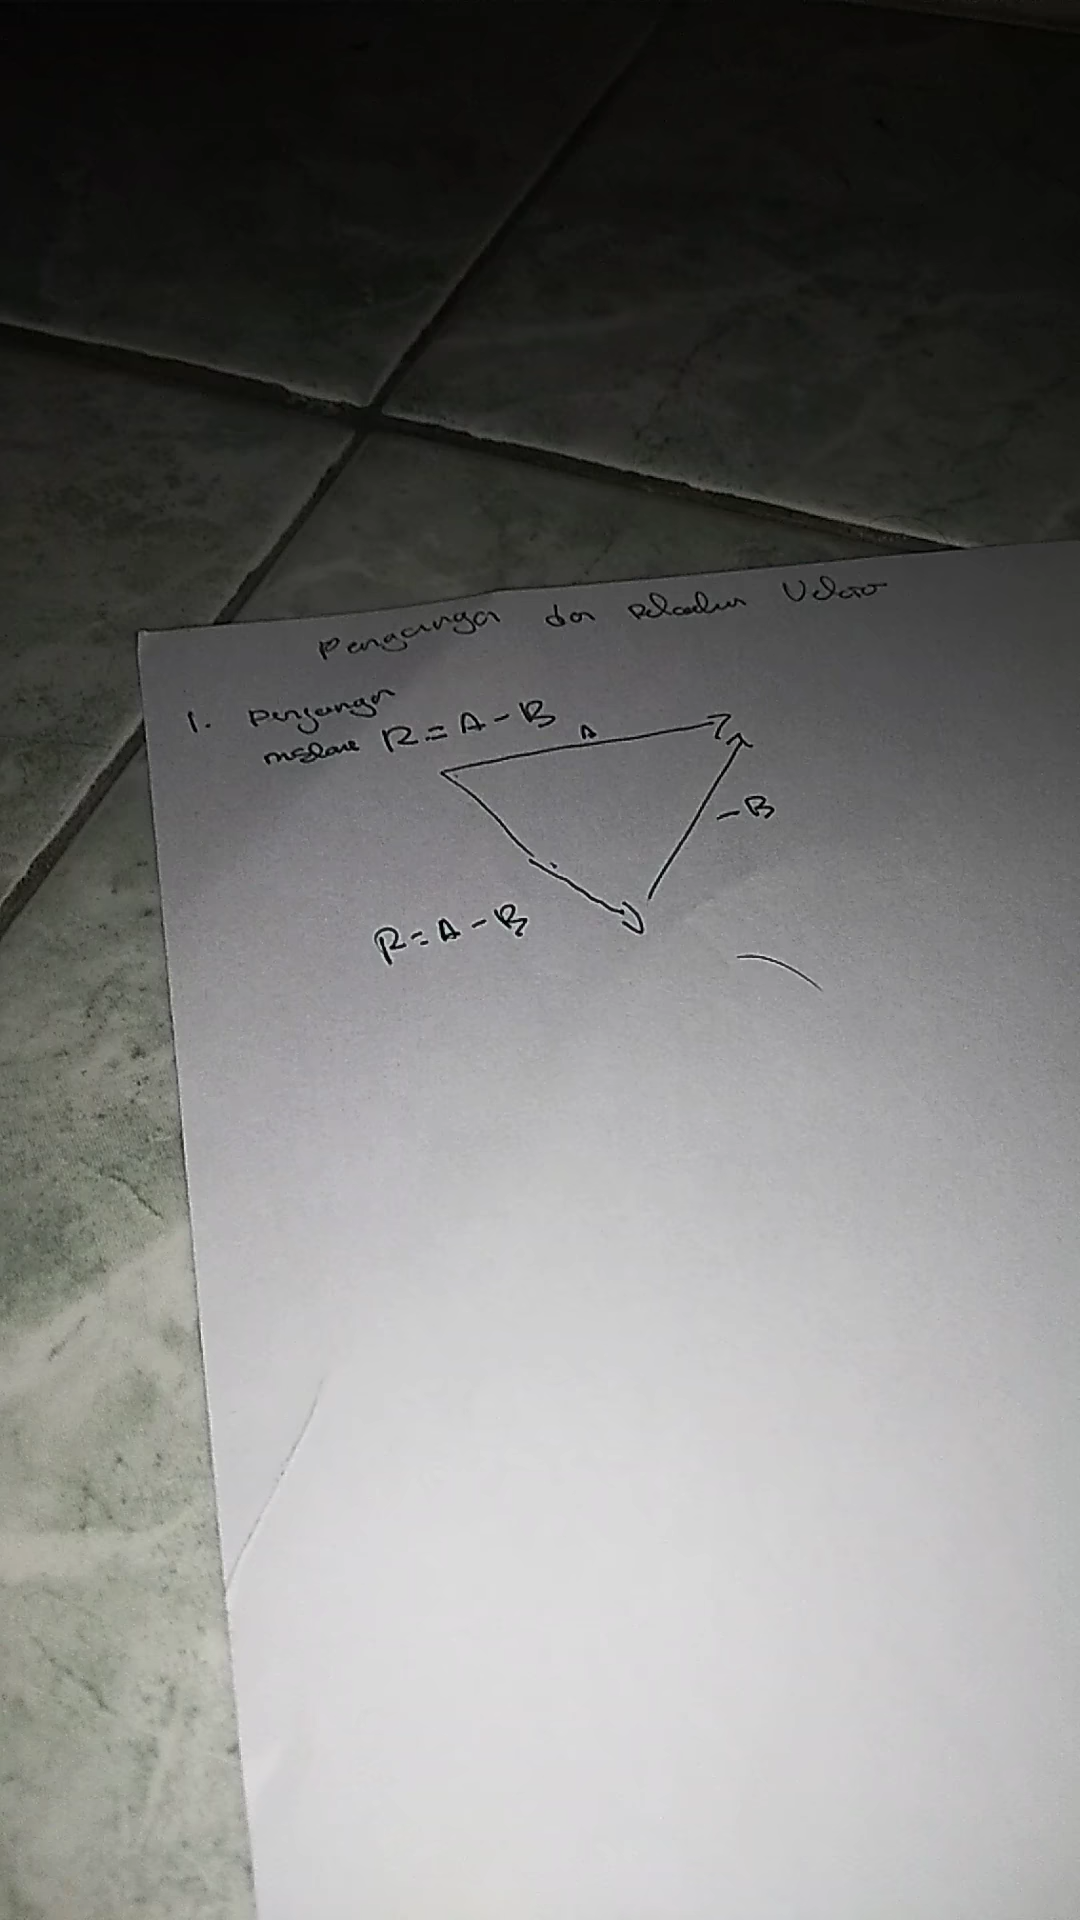 Pengurangan dan Perkalian Vektor
1. Pengurangan
misalkan R = A - B
A
- B
R = A - B